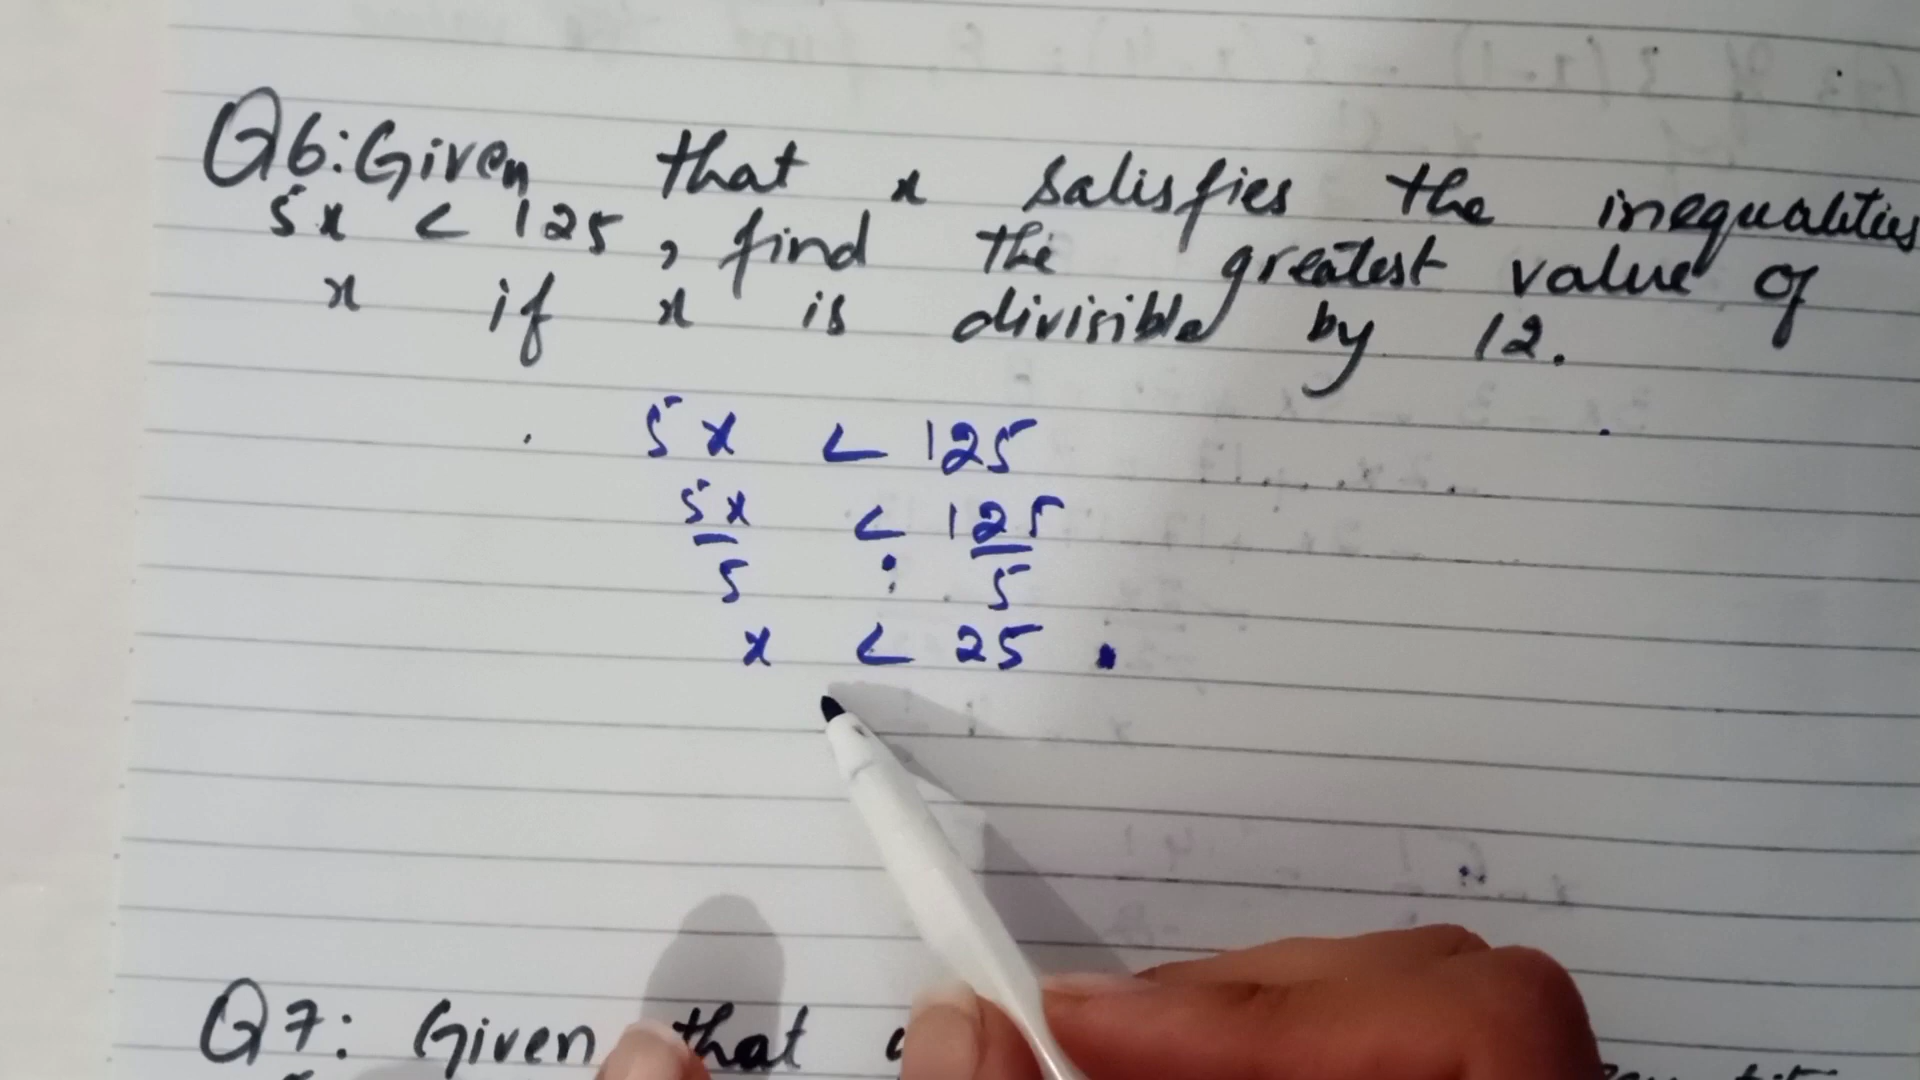 Q6: Given that x satisfies the inequalities
5x < 125, find the greatest value of
x if x is divisible by 12.
5x < 125
5x/5 < 125/5
x < 25
Q7: Given that